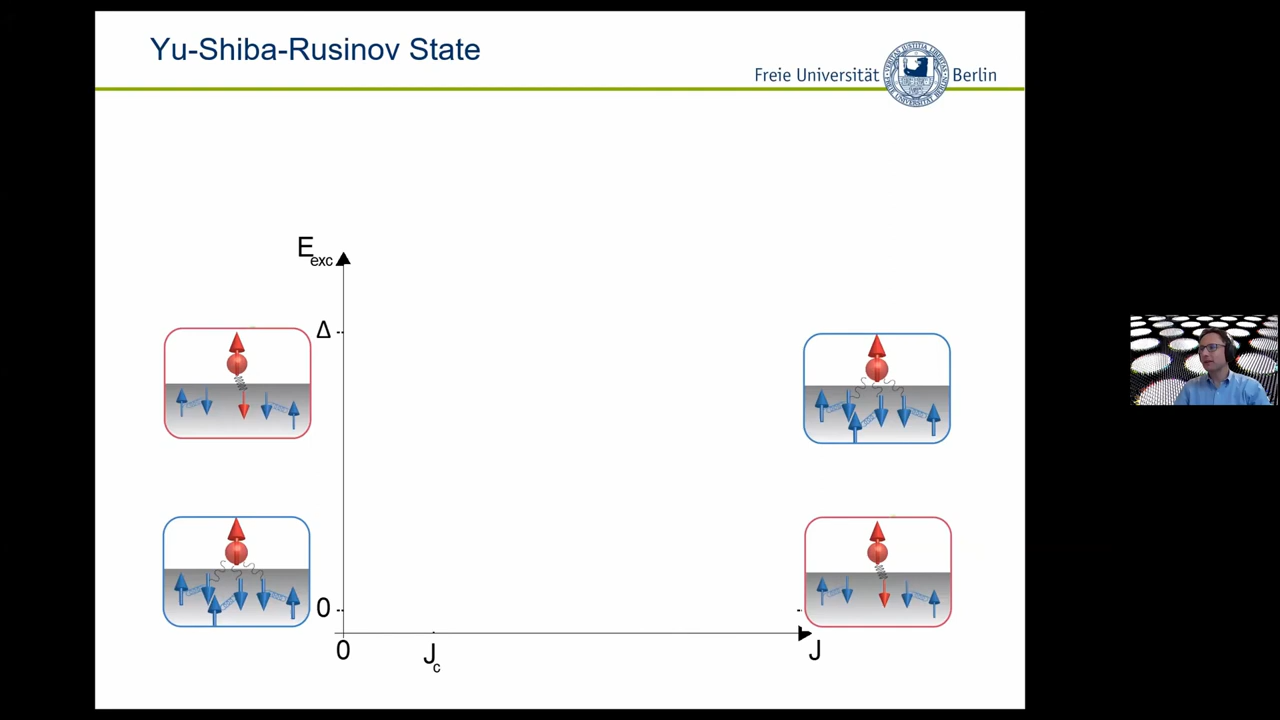 Yu-Shiba-Rusinov State
Freie Universität Berlin
E exc
Δ
0
0
J c
J